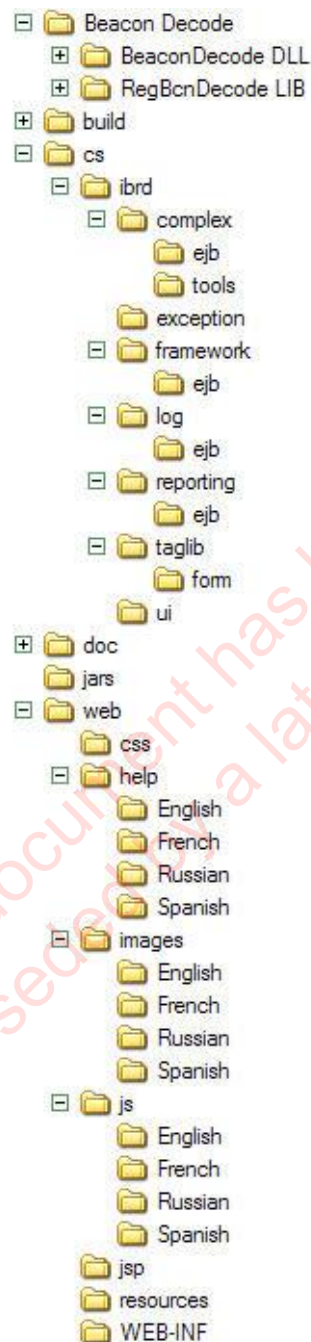 Beacon Decode
BeaconDecode DLL
RegBcnDecode LIB
build
cs
ibrd
complex
ejb
tools
exception
framework
ejb
log
ejb
reporting
ejb
taglib
form
ui
doc
jars
web
css
help
English
French
Russian
Spanish
images
English
French
Russian
Spanish
js
English
French
Russian
Spanish
jsp
resources
WEB-INF